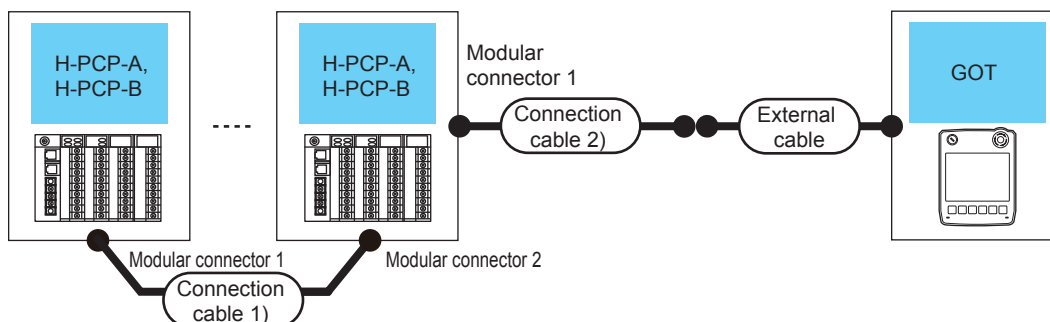 H-PCP-A,
H-PCP-B
H-PCP-A,
H-PCP-B
Modular
connector 1
Connection
cable 2)
External
cable
GOT
Modular connector 1
Modular connector 2
Connection
cable 1)